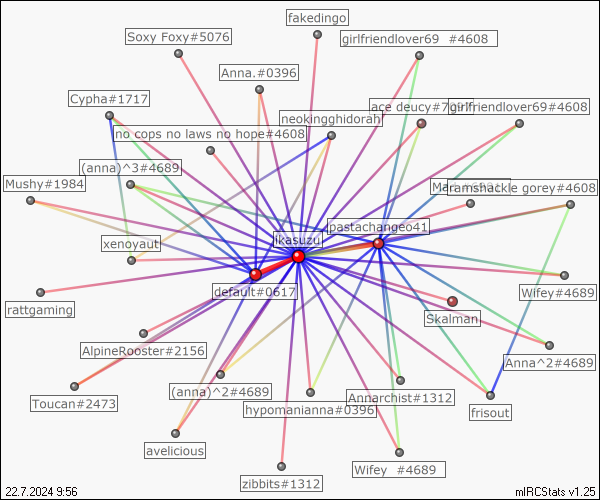 fakedingo
Soxy Foxy#5076
girlfriendlover69 #4608
Anna.#0396
Cypha#1717
ace deucy#7
girlfriendlover69#4608
neokingghidorah
no cops no laws no hope#4608
(anna)^3#4689
Mushy#1984
ramshackle gorey#4608
pastachangeo41
ikasuzu
xenoyaut
default#0617
Wifey#4689
rattgaming
Skalman
AlpineRooster#2156
Anna^2#4689
(anna)^2#4689
Annarchist#1312
Toucan#2473
hypomanianna#0396
frisout
avelicious
Wifey #4689
zibbits#1312
22.7.2024 9:56
mIRCStats v1.25